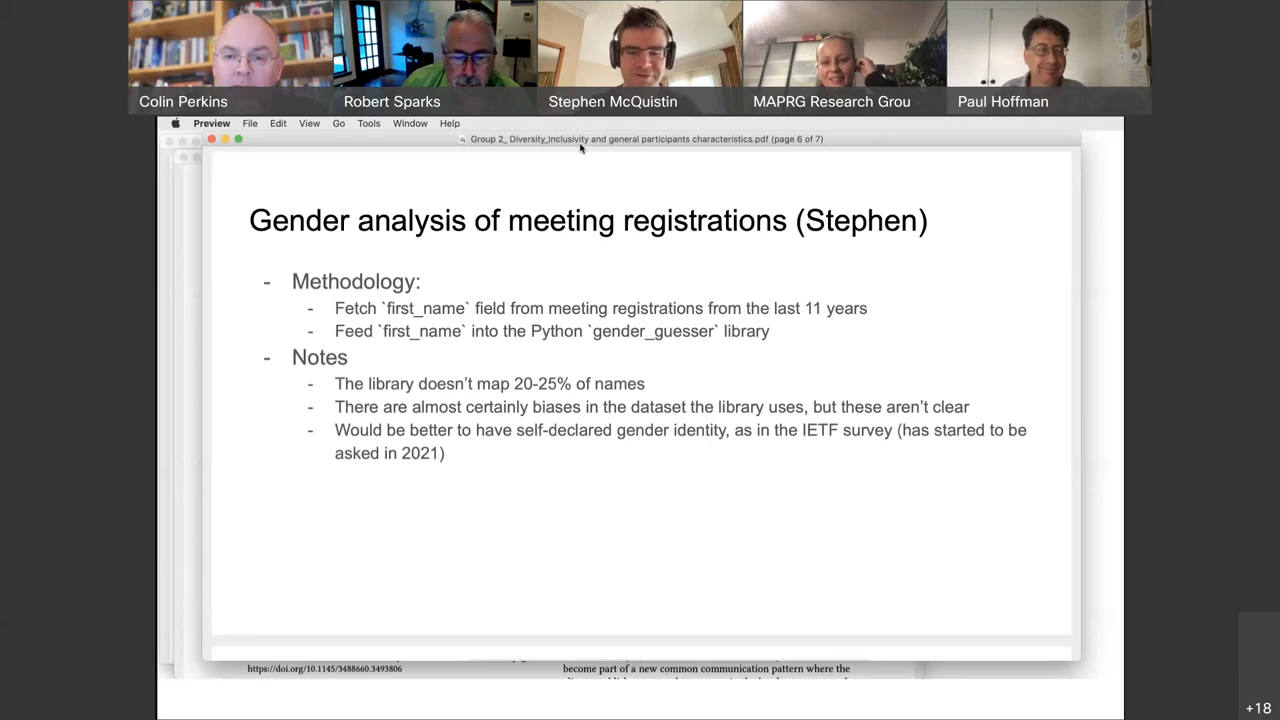 Colin Perkins
Robert Sparks
Stephen McQuistin
MAPRG Research Grou
Paul Hoffman
Preview File Edit View Go Tools Window Help
Group 2_ Diversity_Inclusivity and general participants characteristics.pdf (page 6 of 7)
Gender analysis of meeting registrations (Stephen)
- Methodology:
- Fetch `first_name` field from meeting registrations from the last 11 years
- Feed `first_name` into the Python `gender_guesser` library
- Notes
- The library doesn't map 20-25% of names
- There are almost certainly biases in the dataset the library uses, but these aren't clear
- Would be better to have self-declared gender identity, as in the IETF survey (has started to be
asked in 2021)
https://doi.org/10.1145/3488660.3493806
become part of a new common communication pattern where the
+18